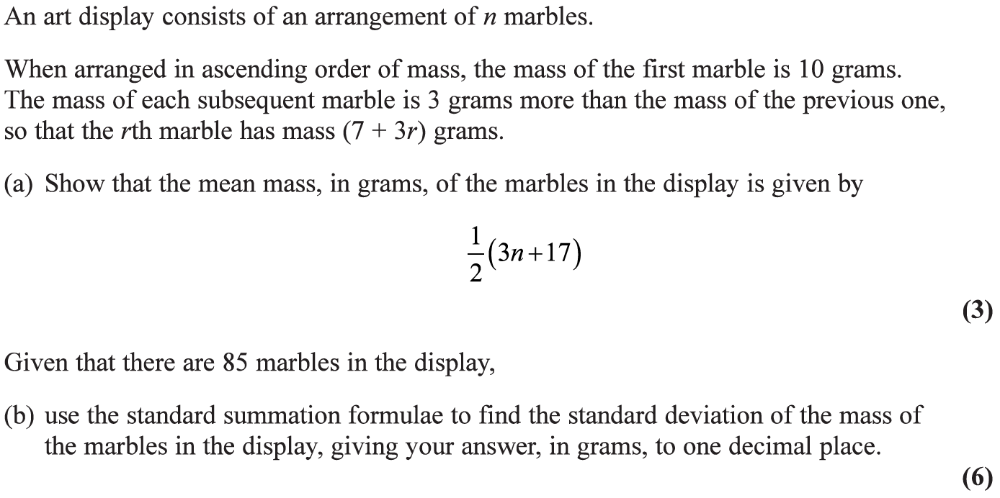 An art display consists of an arrangement of n marbles.
When arranged in ascending order of mass, the mass of the first marble is 10 grams.
The mass of each subsequent marble is 3 grams more than the mass of the previous one,
so that the rth marble has mass (7 + 3r) grams.
(a) Show that the mean mass, in grams, of the marbles in the display is given by
1/2(3n+17)
(3)
Given that there are 85 marbles in the display,
(b) use the standard summation formulae to find the standard deviation of the mass of
the marbles in the display, giving your answer, in grams, to one decimal place.
(6)